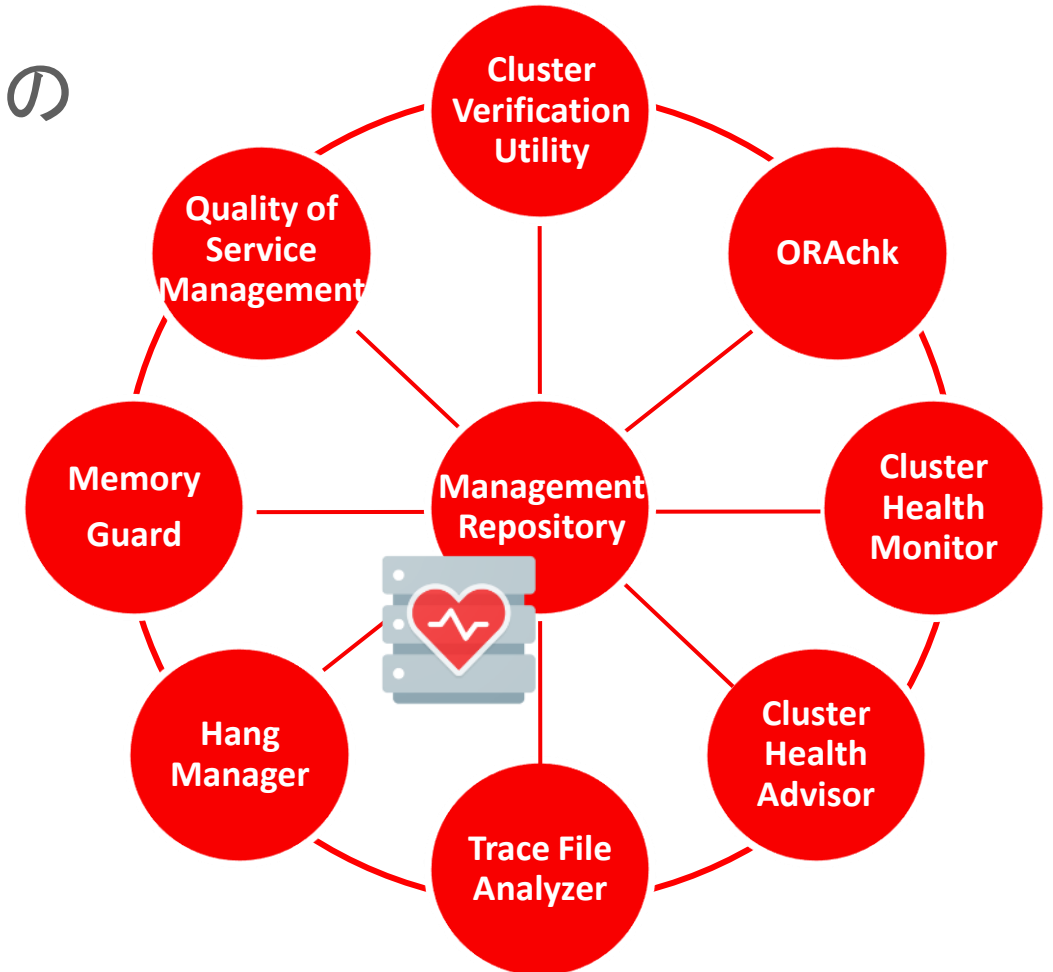 の
Cluster
Verification
Utility
ORAchk
Cluster
Health
Monitor
Cluster
Health
Advisor
Trace File
Analyzer
Hang
Manager
Memory
Guard
Quality of
Service
Management
Management
Repository